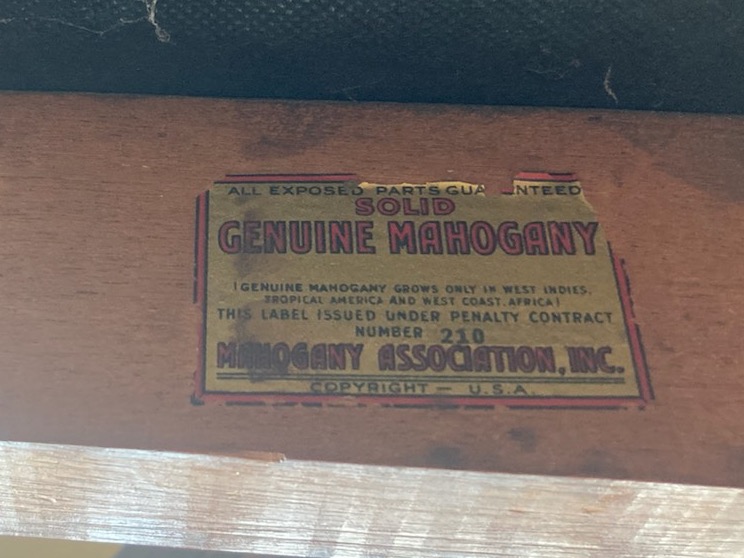 ALL EXPOSED PARTS GUA NTEED
SOLID
GENUINE MAHOGANY
(GENUINE MAHOGANY GROWS ONLY IN WEST INDIES,
TROPICAL AMERICA AND WEST COAST, AFRICA)
THIS LABEL ISSUED UNDER PENALTY CONTRACT
NUMBER 210
MAHOGANY ASSOCIATION, INC.
COPYRIGHT — U.S.A.